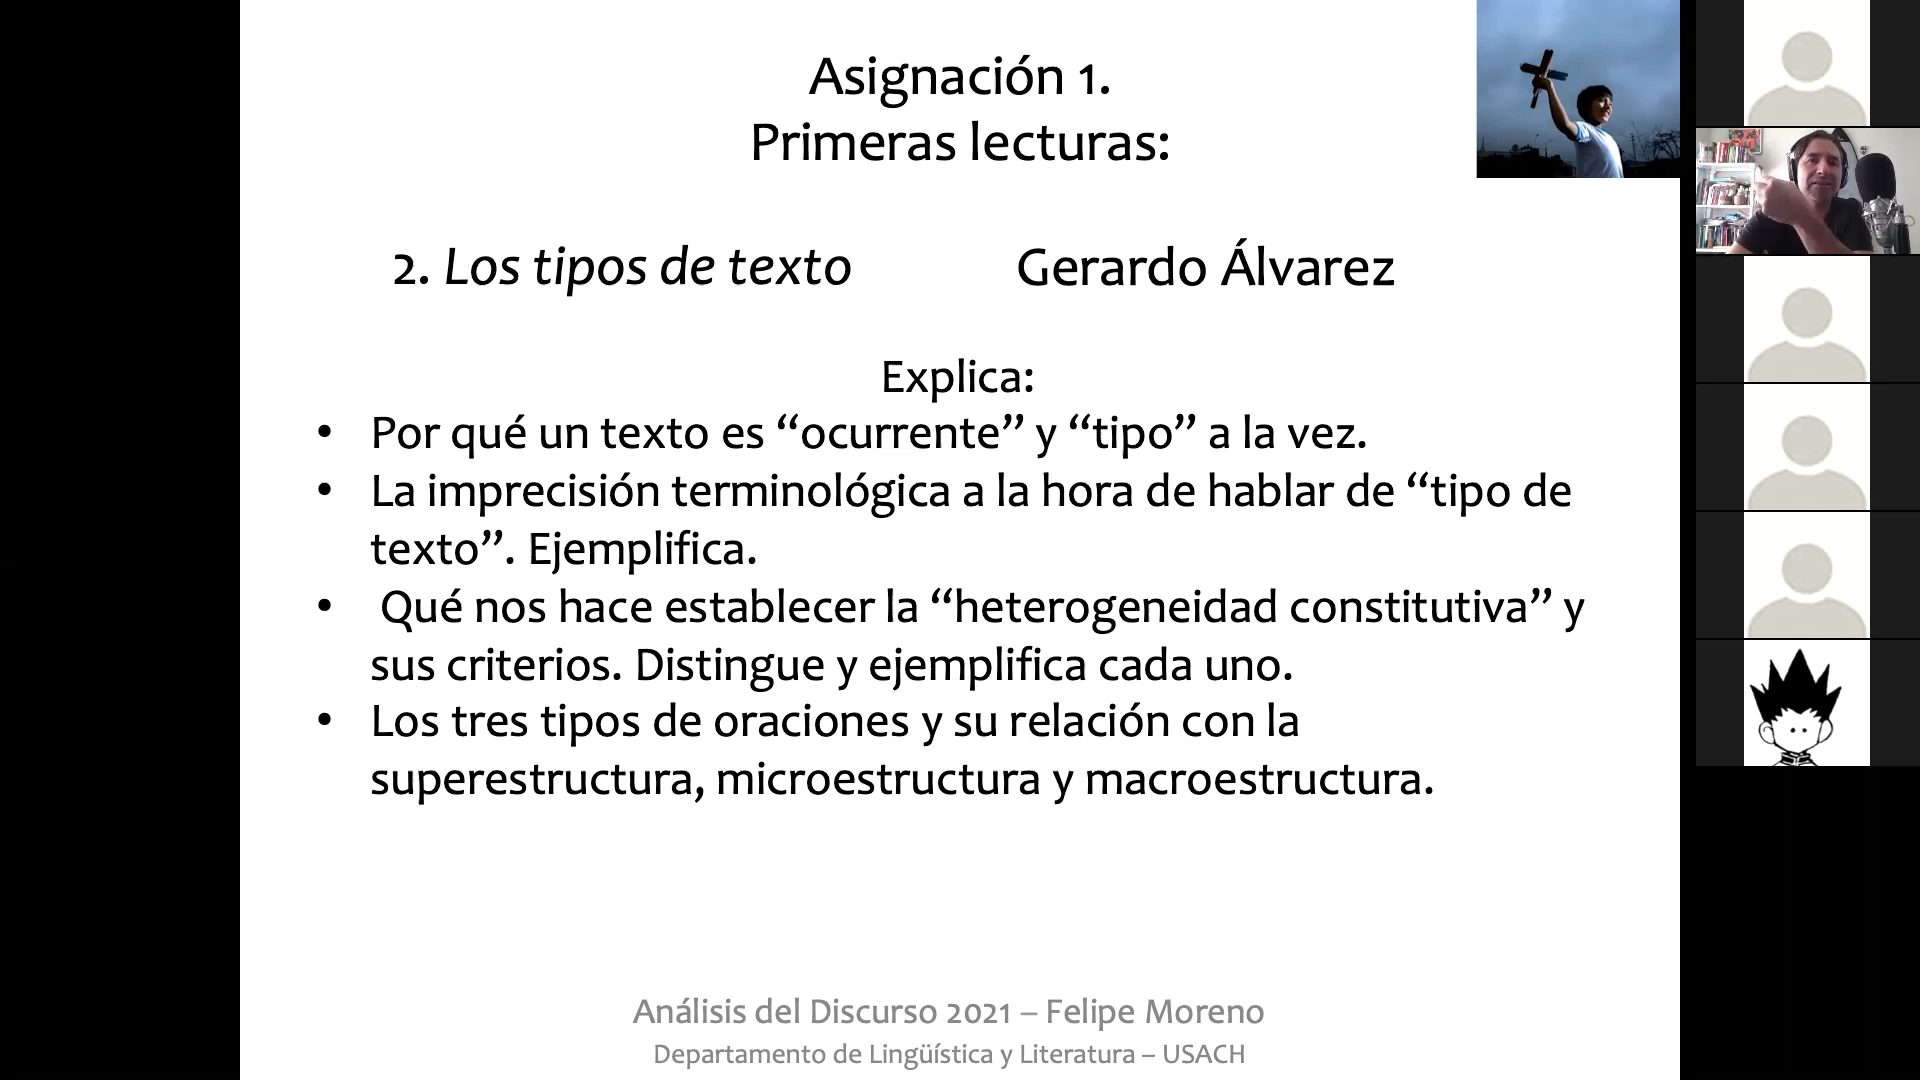 Asignación 1.
Primeras lecturas:
2. Los tipos de texto Gerardo Álvarez
Explica:
• Por qué un texto es “ocurrente” y “tipo” a la vez.
• La imprecisión terminológica a la hora de hablar de “tipo de
texto”. Ejemplifica.
• Qué nos hace establecer la “heterogeneidad constitutiva” y
sus criterios. Distingue y ejemplifica cada uno.
• Los tres tipos de oraciones y su relación con la
superestructura, microestructura y macroestructura.
Análisis del Discurso 2021 – Felipe Moreno
Departamento de Lingüística y Literatura – USACH